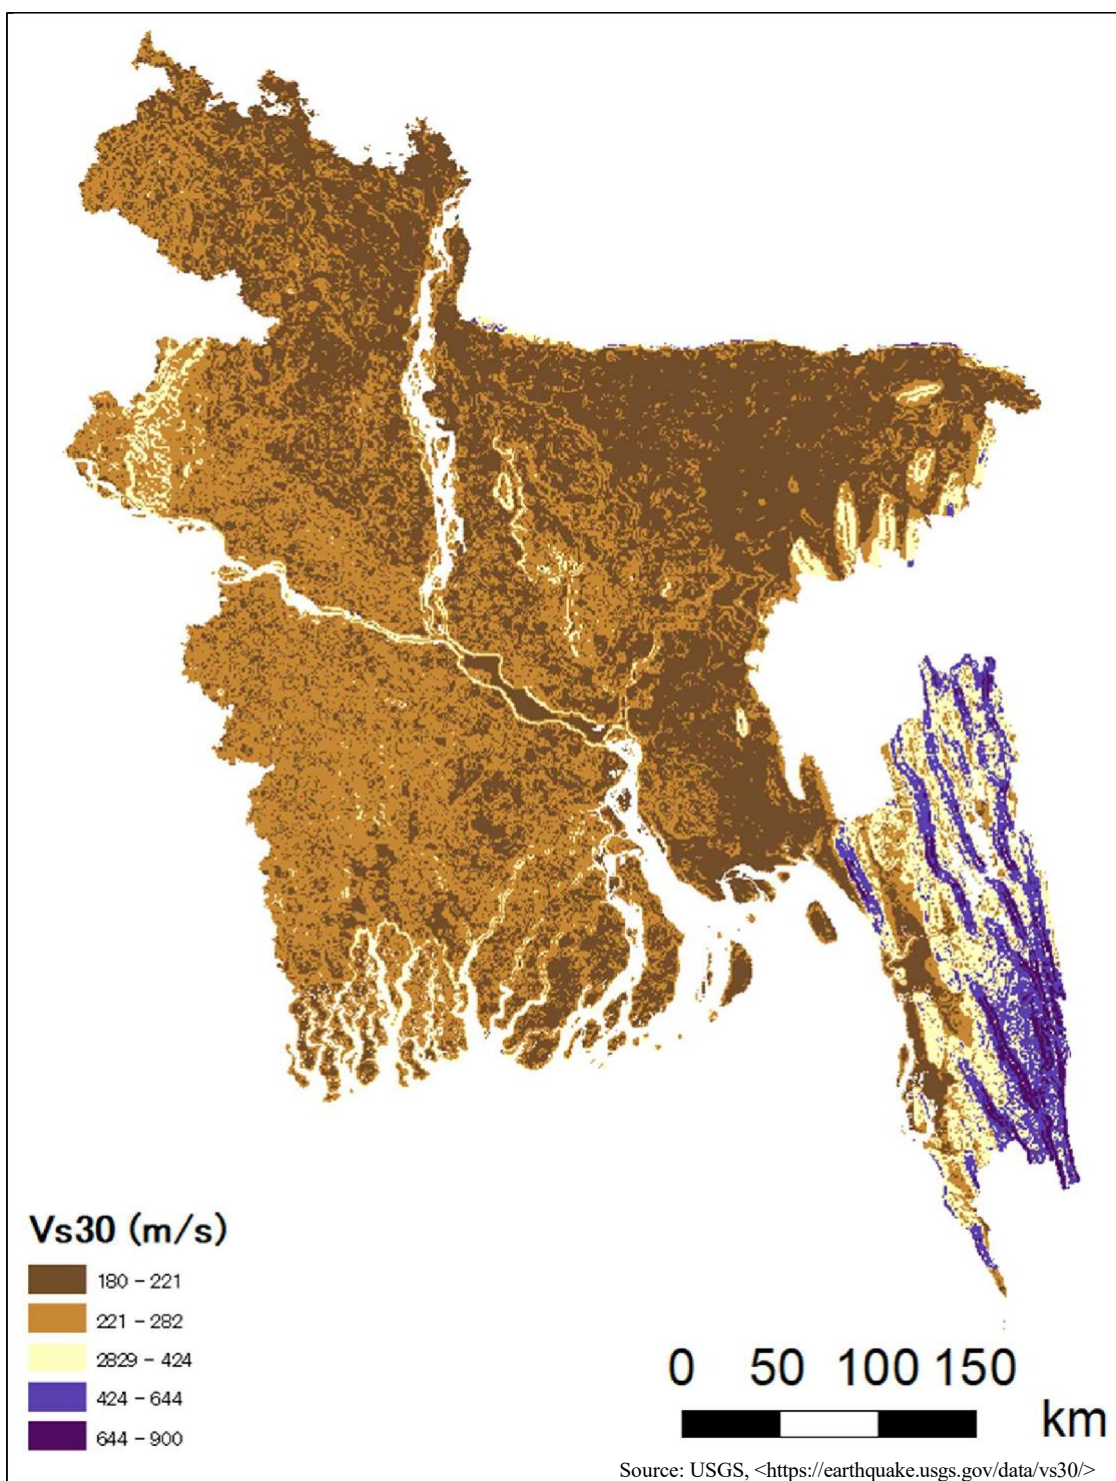 Vs30 (m/s)
180 - 221
221 - 282
2829 - 424
424 - 644
644 - 900
0 50 100 150
km
Source: USGS, <https://earthquake.usgs.gov/data/vs30/>